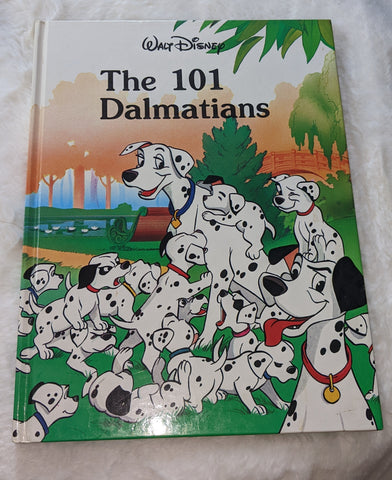 Walt Disney
The 101
Dalmatians